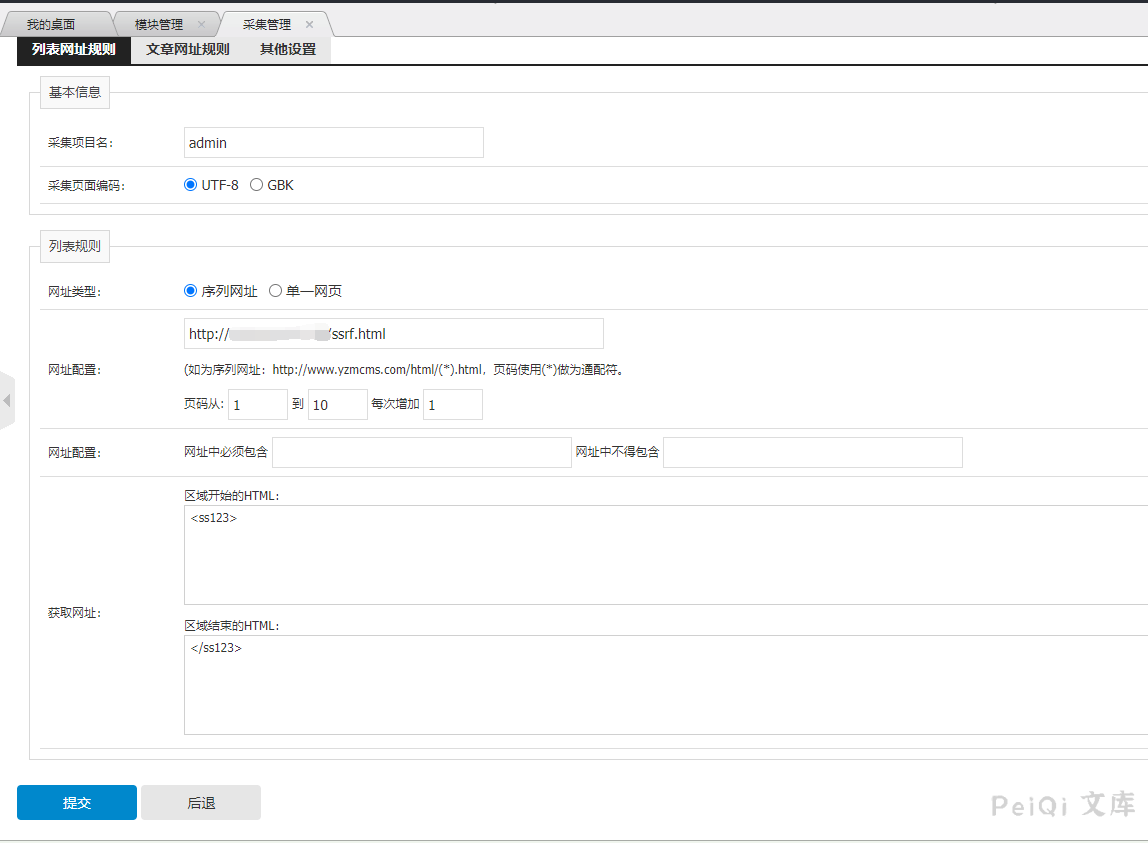 我的桌面 模块管理 采集管理
列表网址规则 文章网址规则 其他设置
基本信息
采集项目名: admin
采集页面编码: UTF-8 GBK
列表规则
网址类型: 序列网址 单一网页
http:// /ssrf.html
网址配置: (如为序列网址: http://www.yzmcms.com/html/(*).html, 页码使用(*)做为通配符。
页码从: 1 到 10 每次增加 1
网址配置: 网址中必须包含 网址中不得包含
区域开始的HTML:
<ss123>
获取网址:
区域结束的HTML:
</ss123>
提交 后退
PeiQi 文库